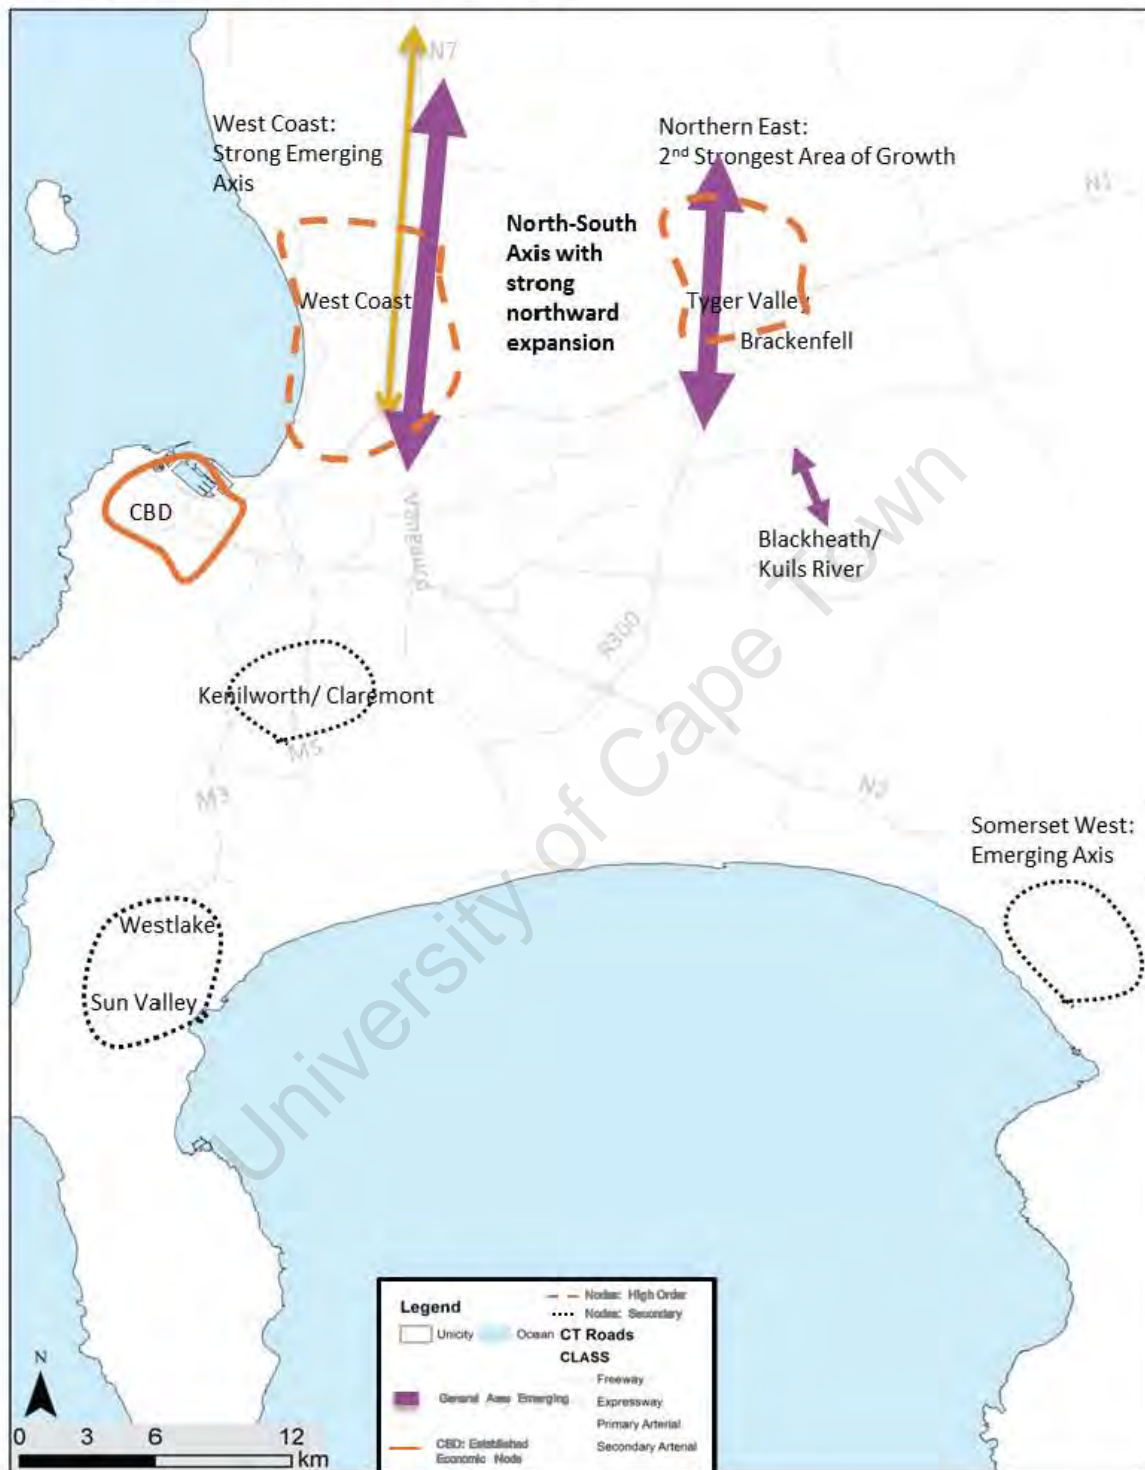 N7
West Coast:
Strong Emerging
Axis
Northern East:
2nd Strongest Area of Growth
N1
North-South
Axis with
strong
northward
expansion
West Coast
Tyger Valley
Brackenfell
CBD
Vanguard
Blackheath/
Kuils River
R300
Kenilworth/ Claremont
M5
M3
N2
Somerset West:
Emerging Axis
Westlake
Sun Valley
University of Cape Town
Legend
Nodes: High Order
Nodes: Secondary
Unicity
Ocean
CT Roads
CLASS
Freeway
General Axes Emerging
Expressway
Primary Arterial
CBD: Established
Economic Node
Secondary Arterial
N
0 3 6 12
km